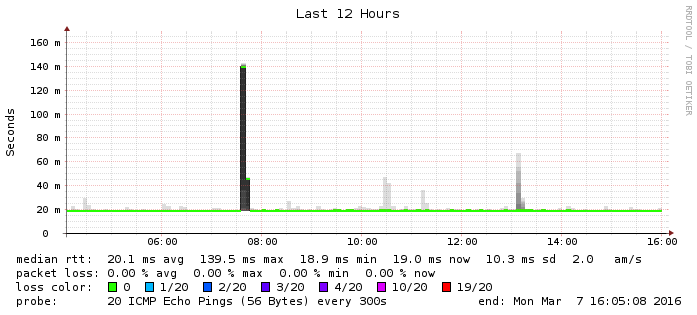 Last 12 Hours
RRDTOOL / TOBI OETIKER
Seconds
160 m
140 m
120 m
100 m
80 m
60 m
40 m
20 m
0
06:00 08:00 10:00 12:00 14:00 16:00
median rtt: 20.1 ms avg 139.5 ms max 18.9 ms min 19.0 ms now 10.3 ms sd 2.0 am/s
packet loss: 0.00 % avg 0.00 % max 0.00 % min 0.00 % now
loss color: 0 1/20 2/20 3/20 4/20 10/20 19/20
probe: 20 ICMP Echo Pings (56 Bytes) every 300s end: Mon Mar 7 16:05:08 2016